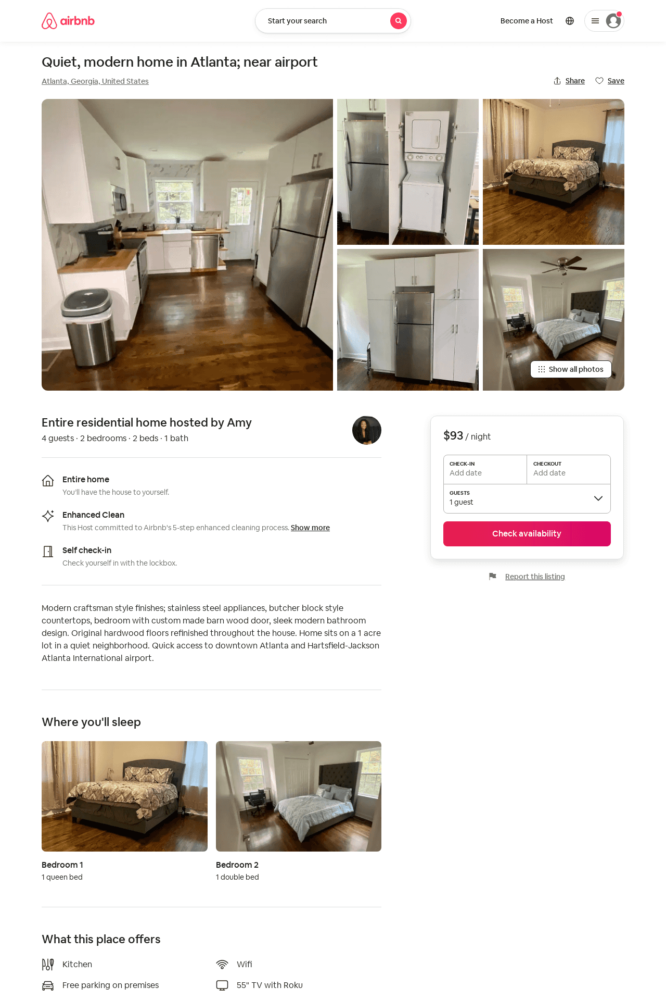 airbnb
Start your search
Become a Host
Quiet, modern home in Atlanta; near airport
Atlanta, Georgia, United States
Share
Save
Show all photos
Entire residential home hosted by Amy
4 guests · 2 bedrooms · 2 beds · 1 bath
Entire home
You’ll have the house to yourself.
Enhanced Clean
This Host committed to Airbnb's 5-step enhanced cleaning process. Show more
Self check-in
Check yourself in with the lockbox.
$93 / night
CHECK-IN
Add date
CHECKOUT
Add date
GUESTS
1 guest
Check availability
Report this listing
Modern craftsman style finishes; stainless steel appliances, butcher block style
countertops, bedroom with custom made barn wood door, sleek modern bathroom
design. Original hardwood floors refinished throughout the house. Home sits on a 1 acre
lot in a quiet neighborhood. Quick access to downtown Atlanta and Hartsfield-Jackson
Atlanta International airport.
Where you'll sleep
Bedroom 1
1 queen bed
Bedroom 2
1 double bed
What this place offers
Kitchen
Wifi
Free parking on premises
55" TV with Roku